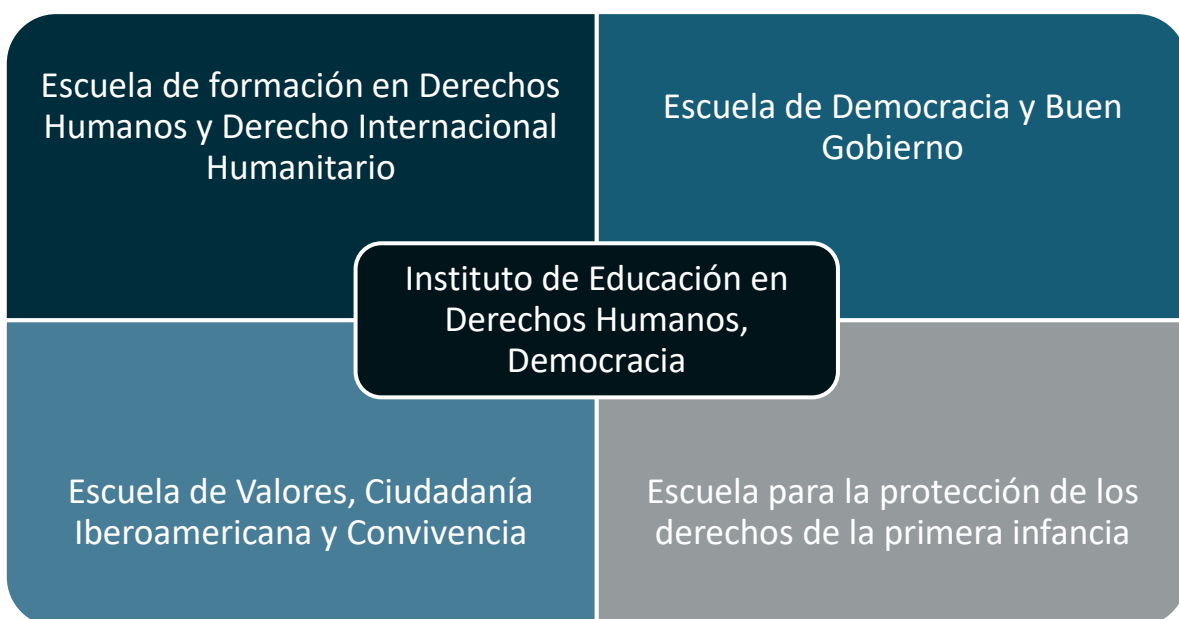 Escuela de formación en Derechos
Humanos y Derecho Internacional
Humanitario
Escuela de Democracia y Buen
Gobierno
Instituto de Educación en
Derechos Humanos,
Democracia
Escuela de Valores, Ciudadanía
Iberoamericana y Convivencia
Escuela para la protección de los
derechos de la primera infancia